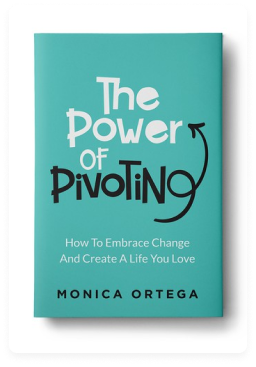 The
Power
OF
PivoTiNg
How To Embrace Change
And Create A Life You Love
MONICA ORTEGA